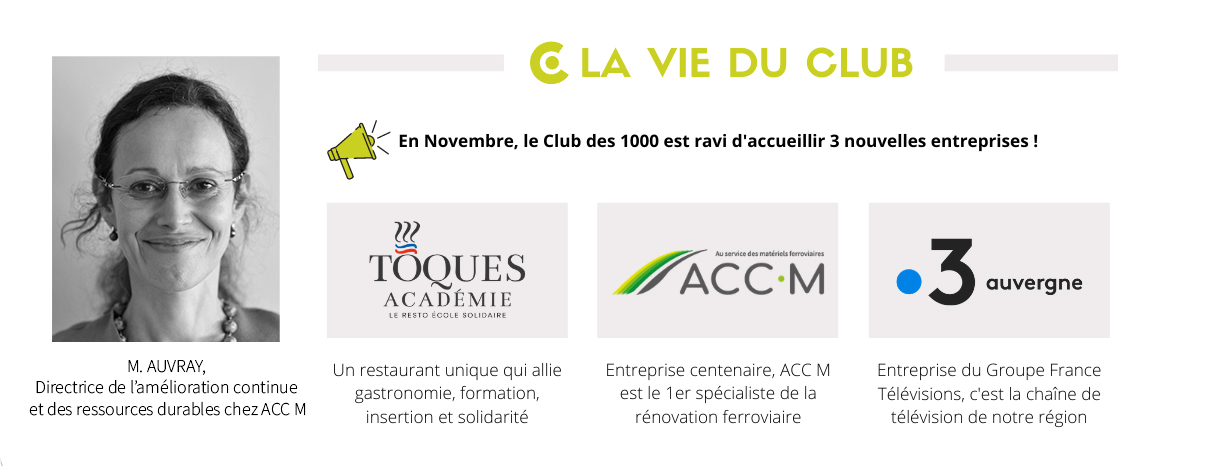 LA VIE DU CLUB
En Novembre, le Club des 1000 est ravi d'accueillir 3 nouvelles entreprises !
TOQUES
ACADÉMIE
LE RESTO ÉCOLE SOLIDAIRE
Au service des matériels ferroviaires
ACC·M
3 auvergne
M. AUVRAY,
Directrice de l'amélioration continue
et des ressources durables chez ACC M
Un restaurant unique qui allie
gastronomie, formation,
insertion et solidarité
Entreprise centenaire, ACC M
est le 1er spécialiste de la
rénovation ferroviaire
Entreprise du Groupe France
Télévisions, c'est la chaîne de
télévision de notre région